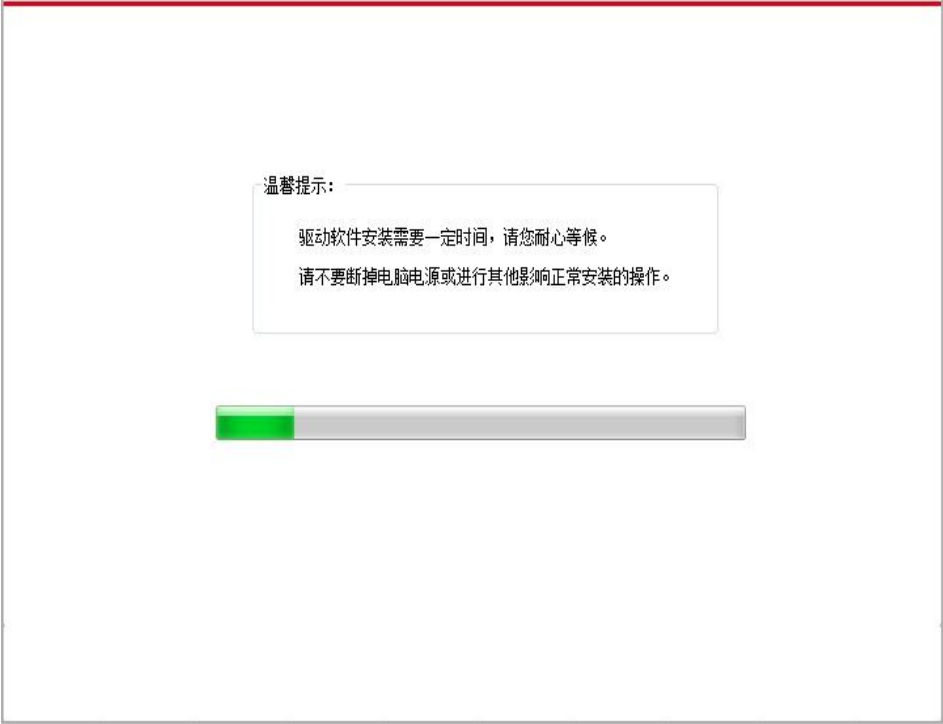 温馨提示：
驱动软件安装需要一定时间，请您耐心等候。
请不要断掉电脑电源或进行其他影响正常安装的操作。